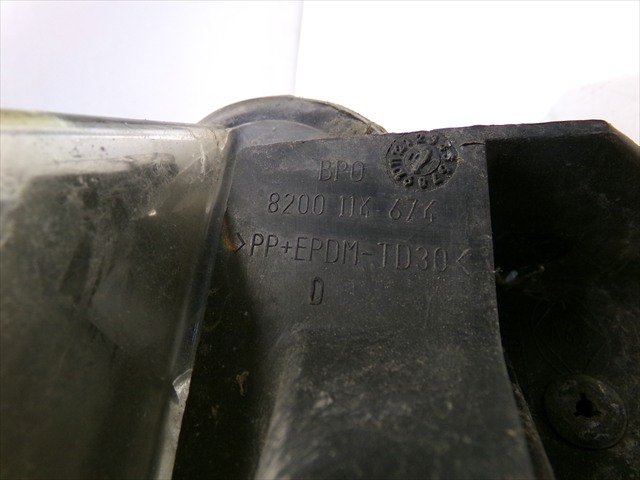 BPO
8200 114 674
>PP+EPDM-TD30<
D